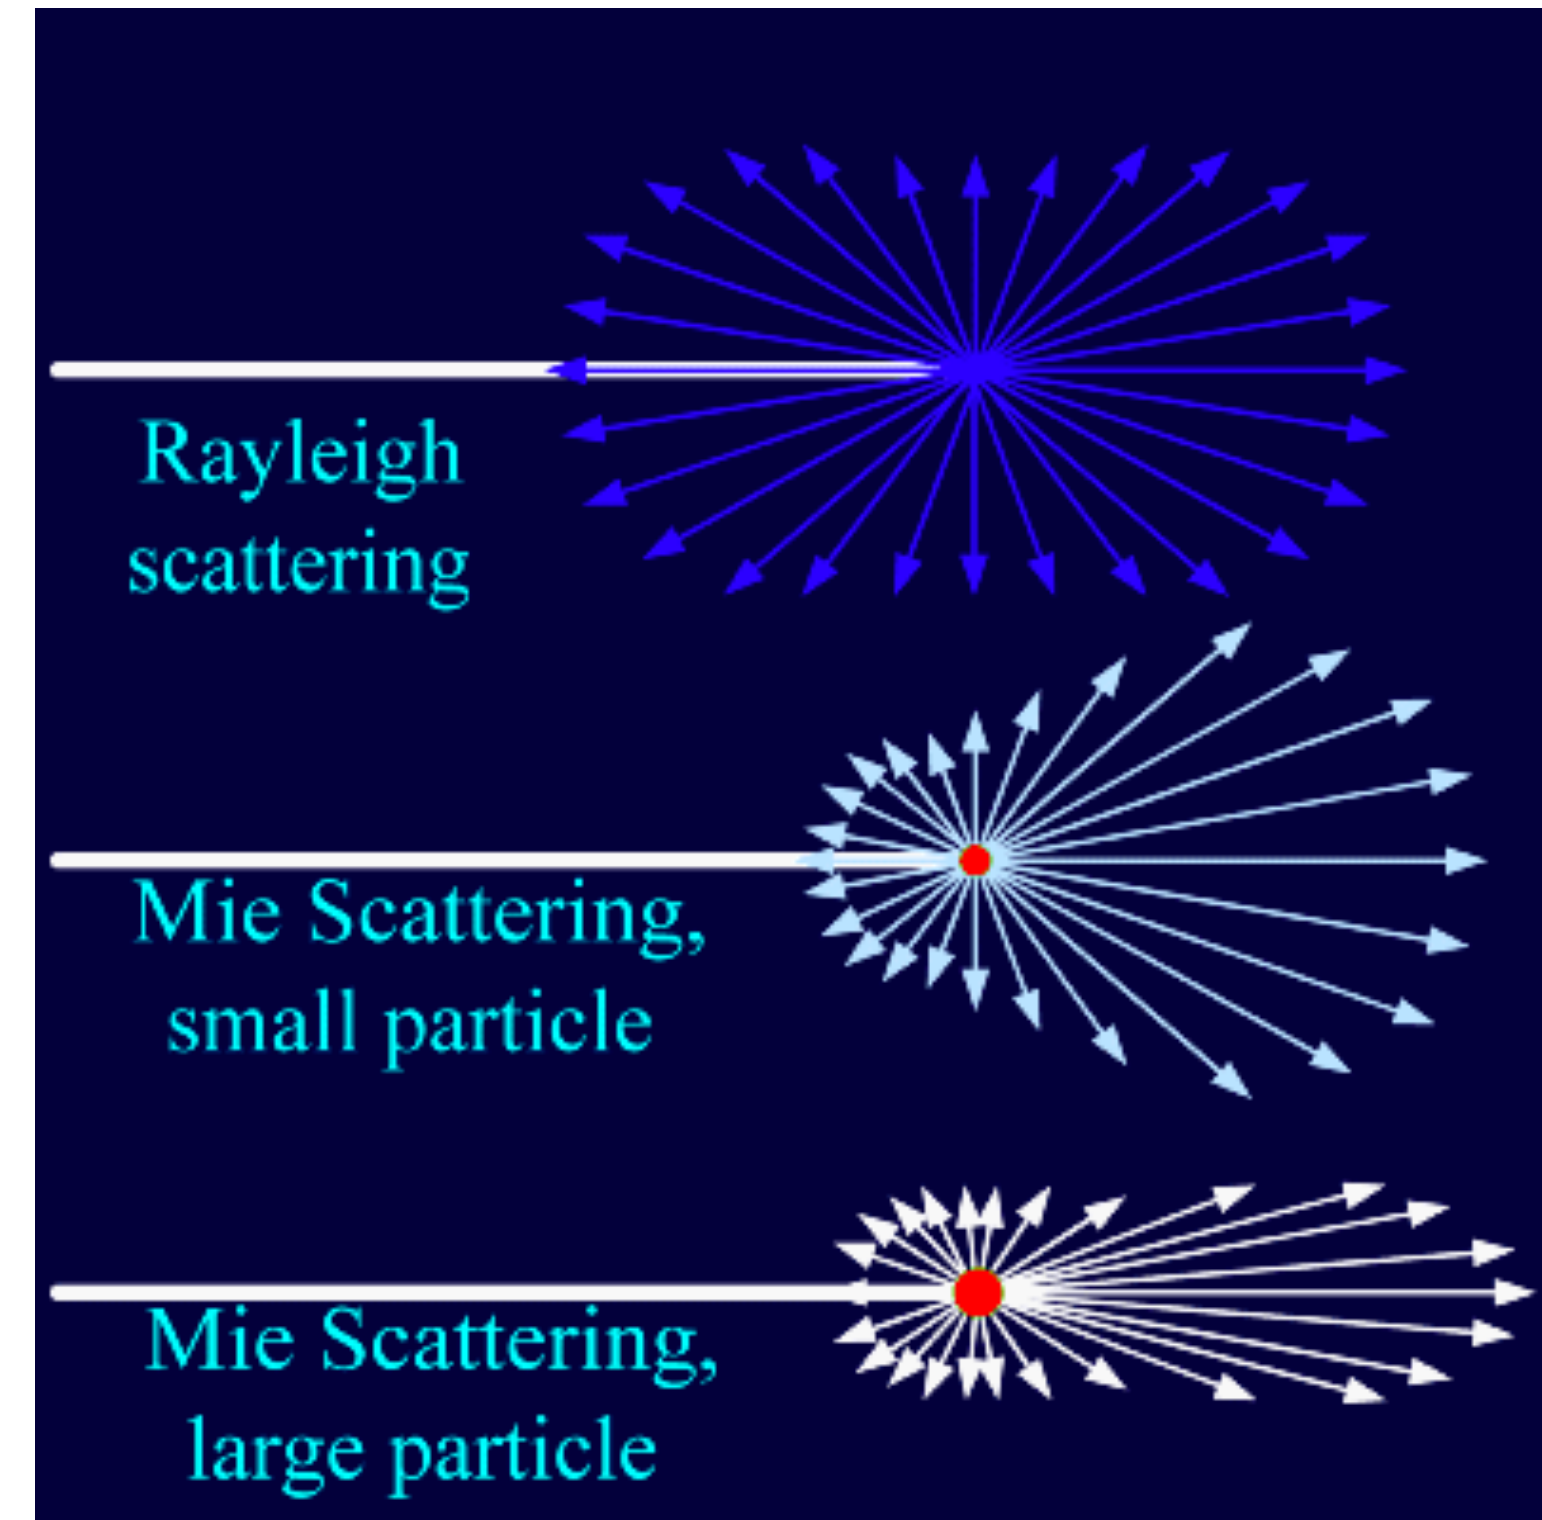 Rayleigh
scattering
Mie Scattering,
small particle
Mie Scattering,
large particle